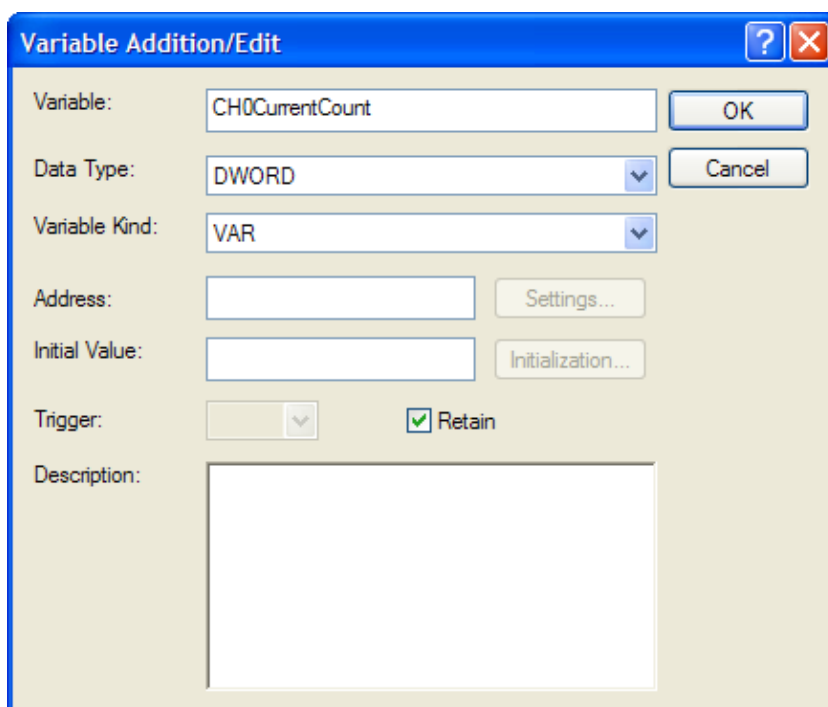 Variable Addition/Edit
?
Variable: CH0CurrentCount OK
Data Type: DWORD Cancel
Variable Kind: VAR
Address: Settings...
Initial Value: Initialization...
Trigger: Retain
Description: